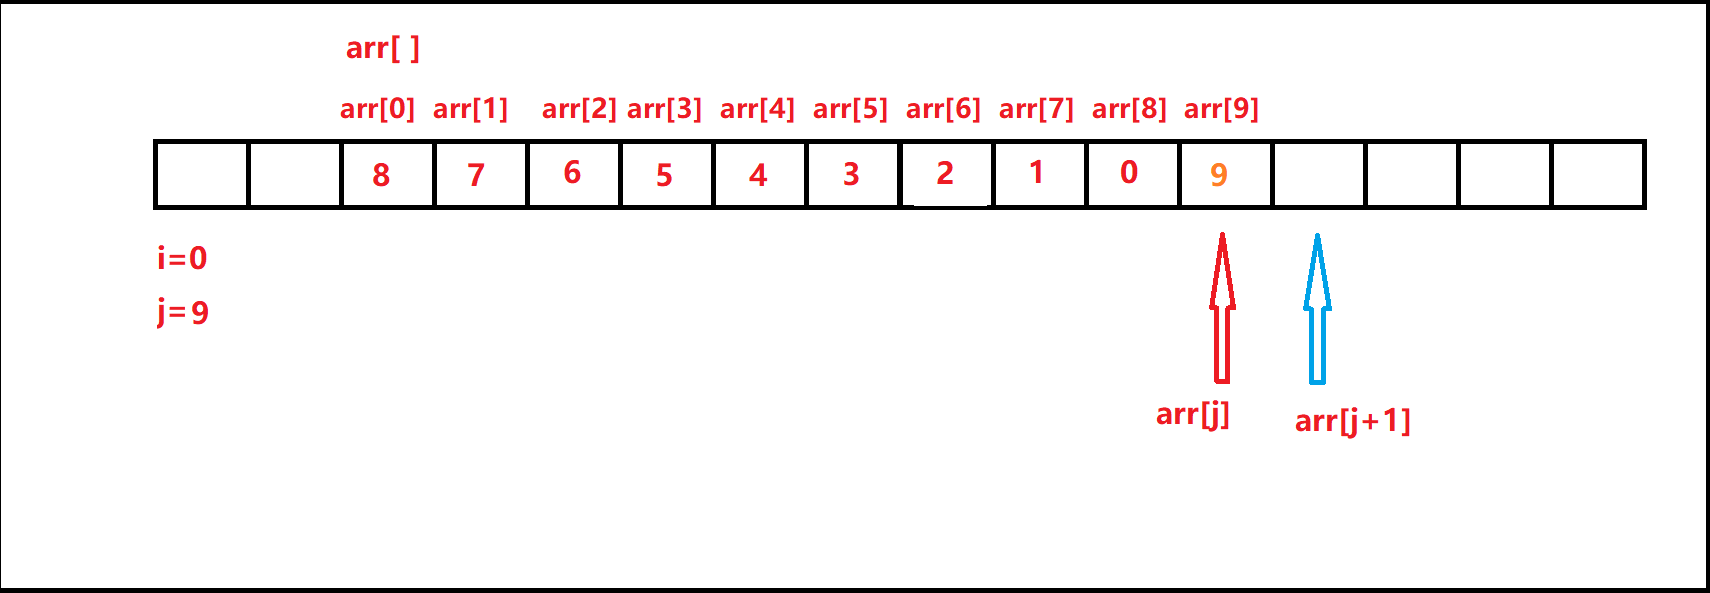 arr[ ]
arr[0] arr[1] arr[2] arr[3] arr[4] arr[5] arr[6] arr[7] arr[8] arr[9]
8 7 6 5 4 3 2 1 0 9
i=0
j=9
arr[j] arr[j+1]